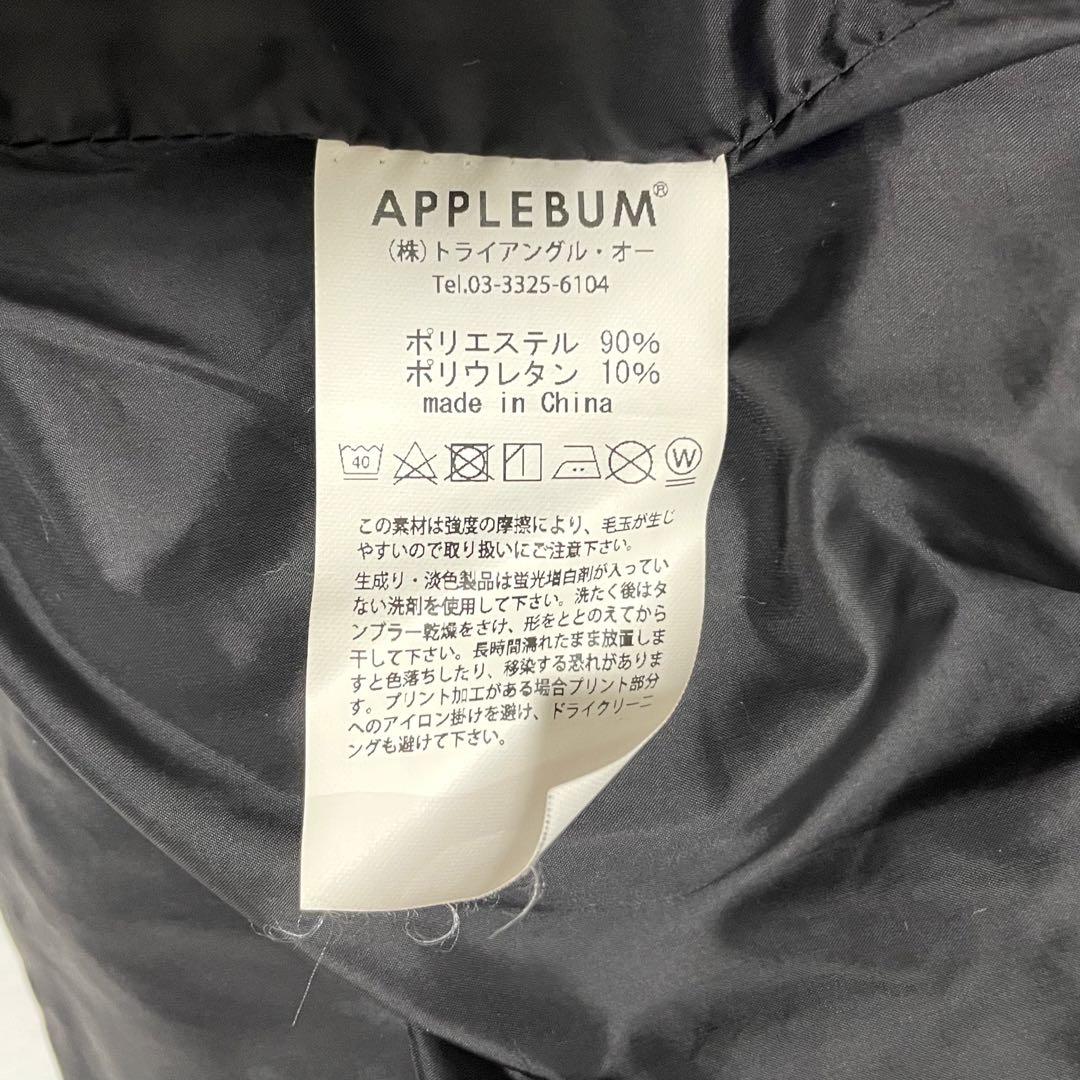 APPLEBUM®
(株)トライアングル・オー
Tel.03-3325-6104
ポリエステル 90%
ポリウレタン 10%
made in China
40 W
この素材は強度の摩擦により、毛玉が生じ
やすいので取り扱いにご注意下さい。
生成り・淡色製品は蛍光増白剤が入ってい
ない洗剤を使用して下さい。洗たく後はタ
ンブラー乾燥をさけ、形をととのえてから
干して下さい。長時間濡れたまま放置しま
すと色落ちしたり、移染する恐れがありま
す。プリント加工がある場合プリント部分
へのアイロン掛けを避け、ドライクリーニ
ングも避けて下さい。